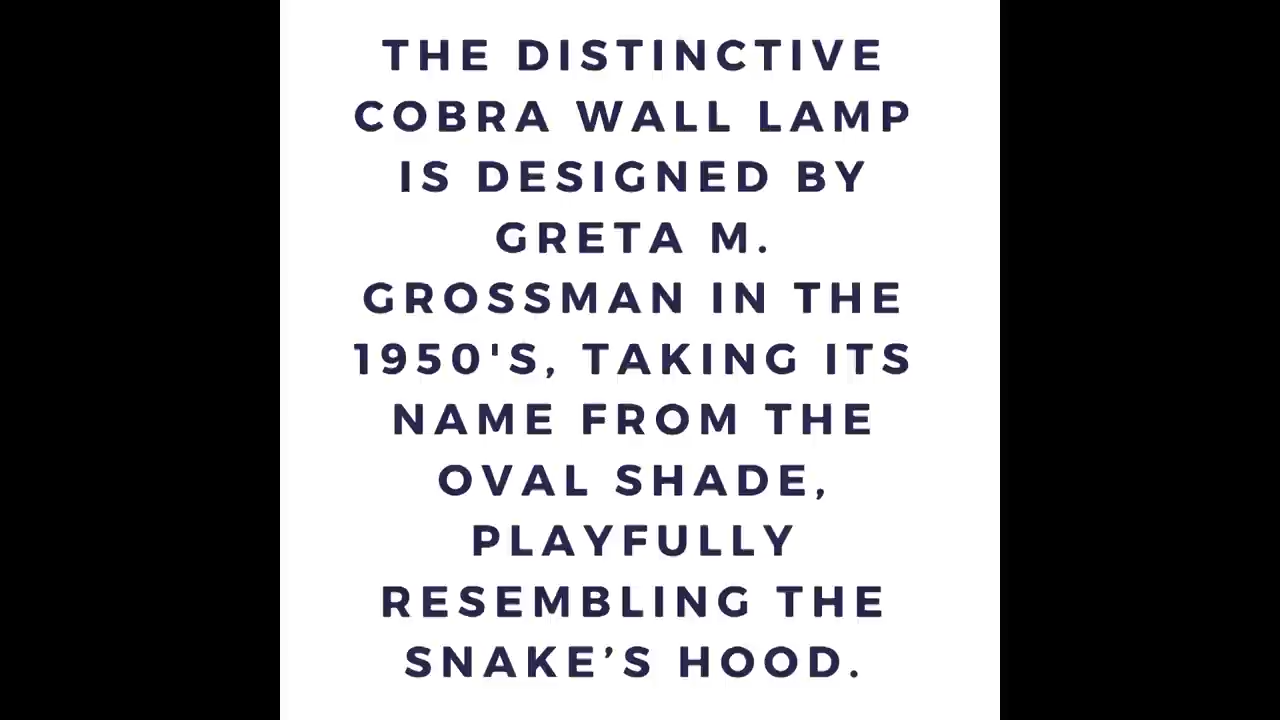 THE DISTINCTIVE
COBRA WALL LAMP
IS DESIGNED BY
GRETA M.
GROSSMAN IN THE
1950'S, TAKING ITS
NAME FROM THE
OVAL SHADE,
PLAYFULLY
RESEMBLING THE
SNAKE’S HOOD.